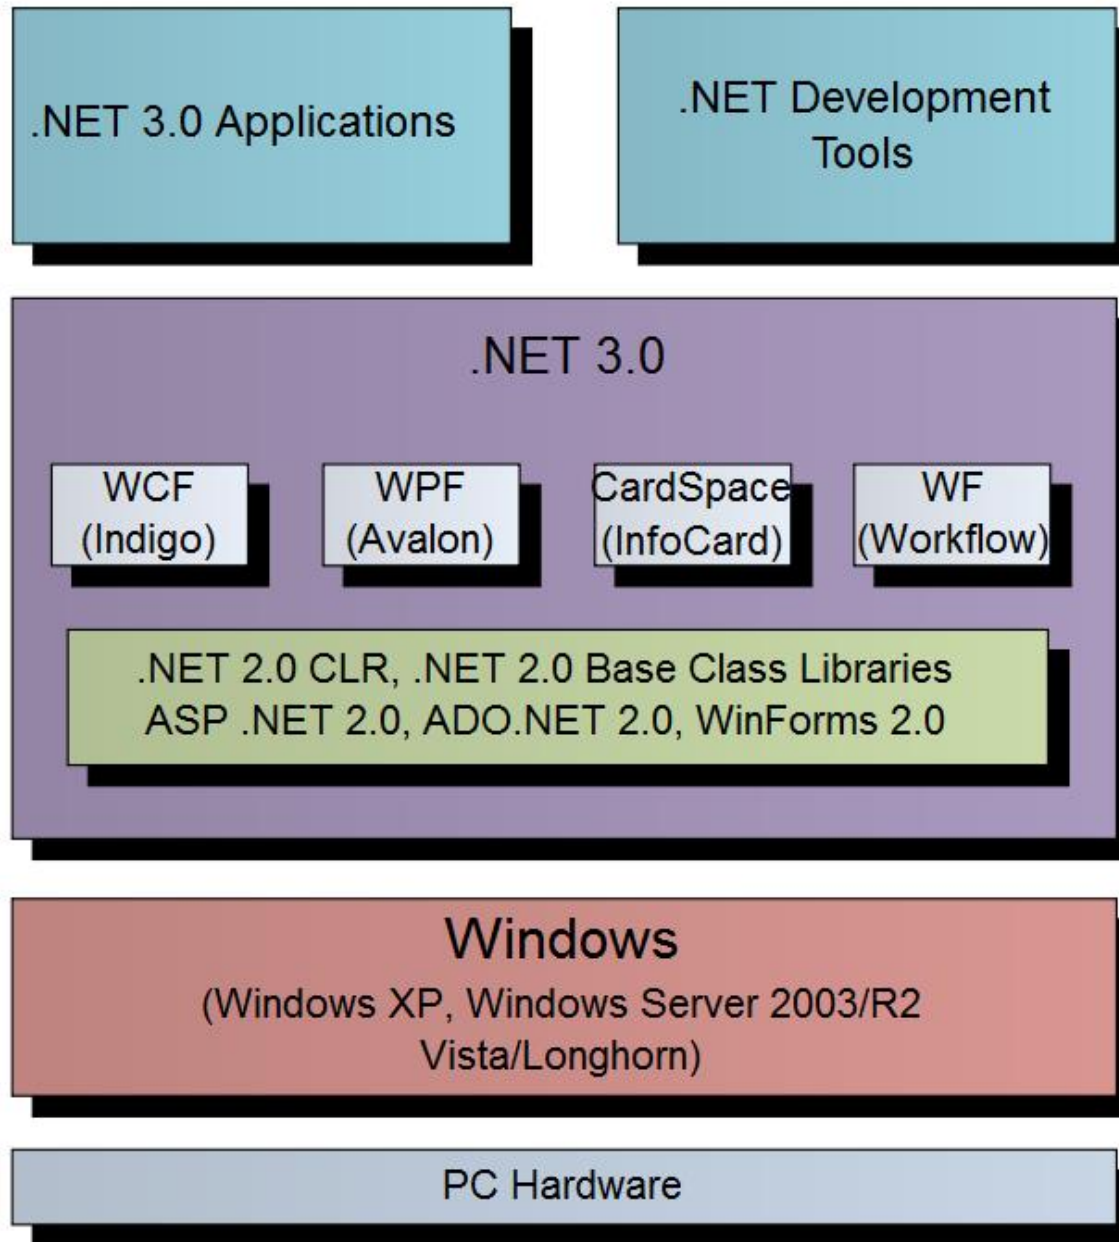 .NET 3.0 Applications
.NET Development
Tools
.NET 3.0
WCF
(Indigo)
WPF
(Avalon)
CardSpace
(InfoCard)
WF
(Workflow)
.NET 2.0 CLR, .NET 2.0 Base Class Libraries
ASP .NET 2.0, ADO.NET 2.0, WinForms 2.0
Windows
(Windows XP, Windows Server 2003/R2
Vista/Longhorn)
PC Hardware